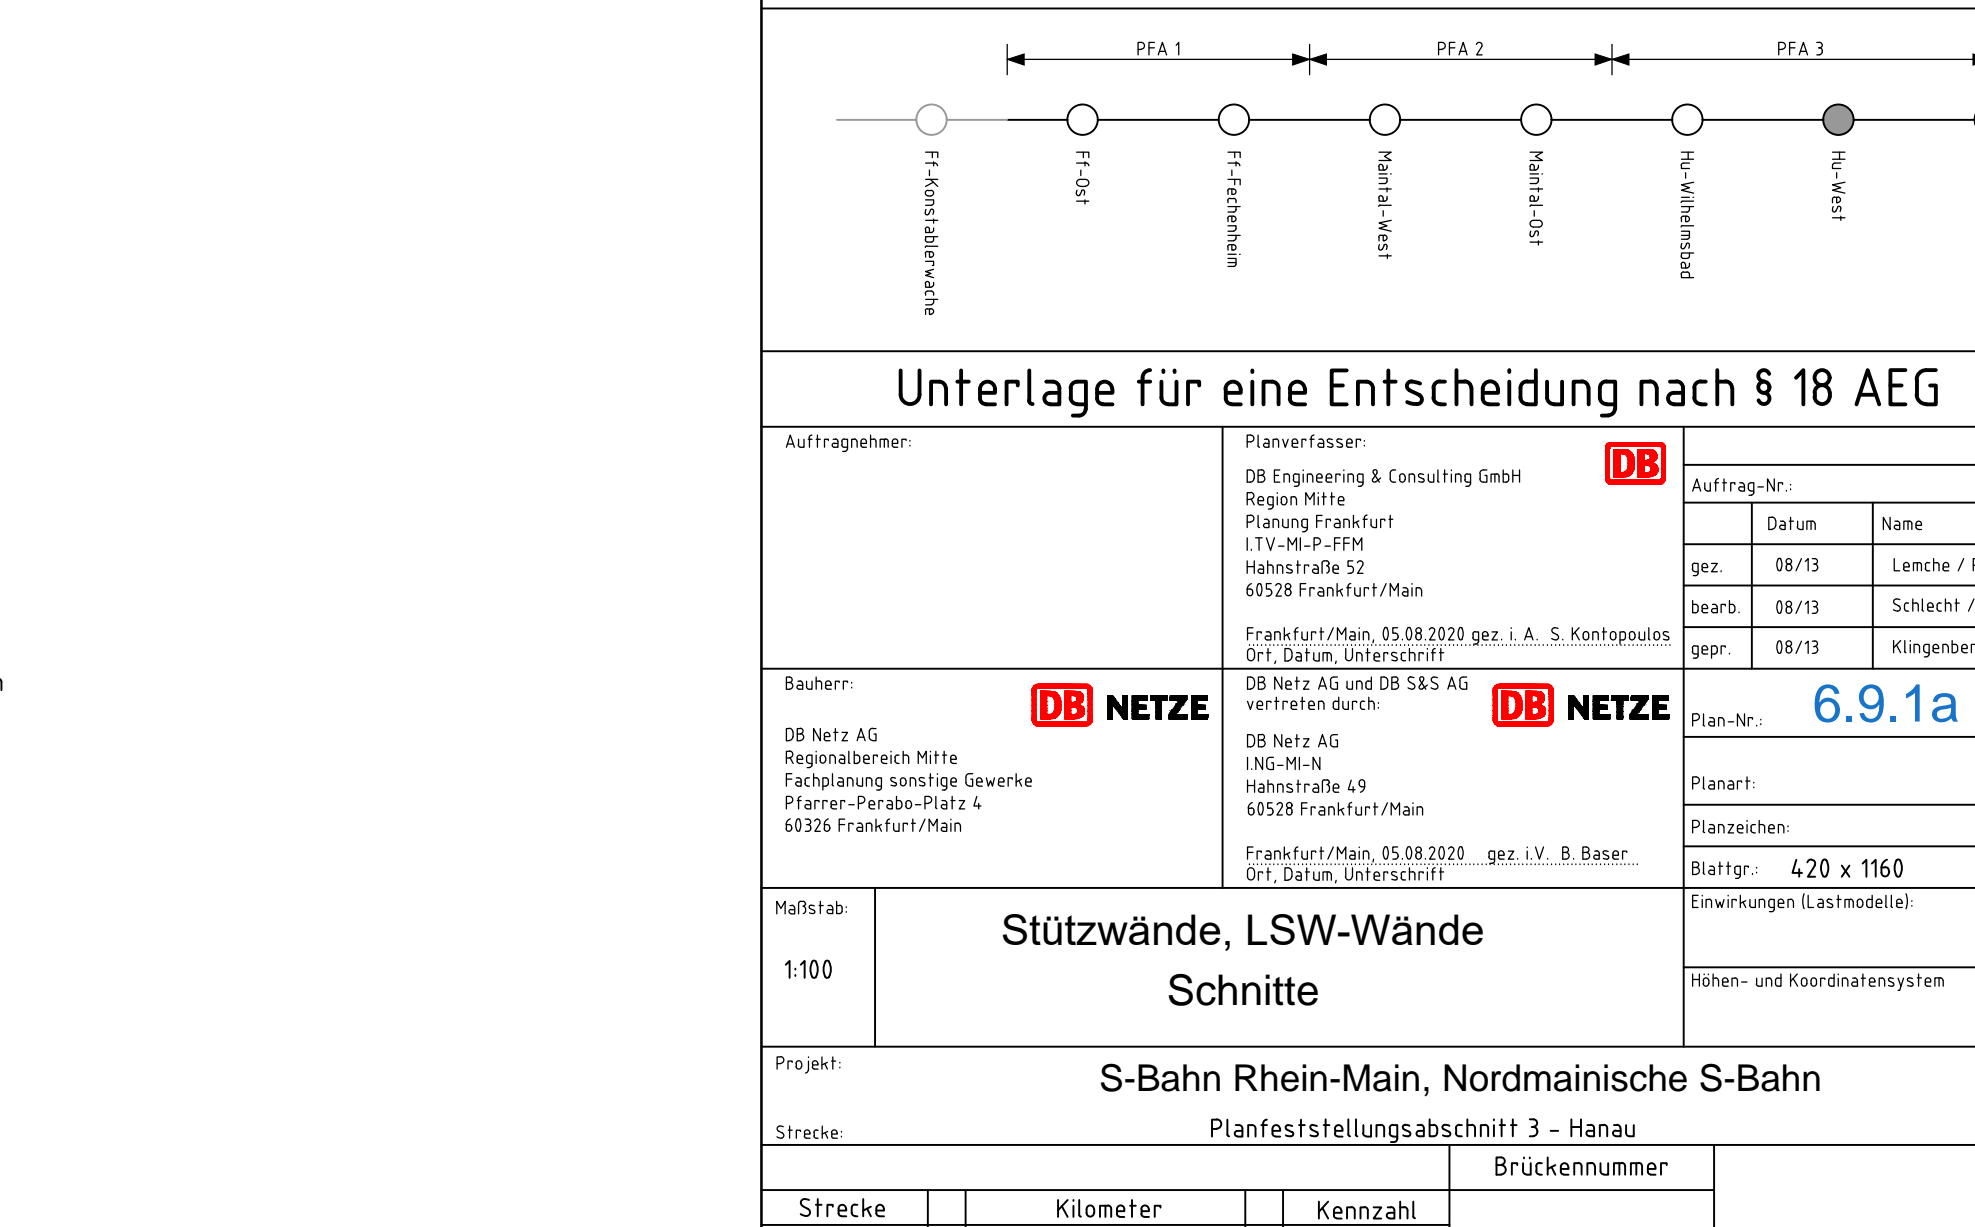 PFA 1
PFA 2
PFA 3
Ff-Konstablerwache
Ff-Ost
Ff-Fechenheim
Maintal-West
Maintal-Ost
Hu-Wilhelmsbad
Hu-West
Unterlage für eine Entscheidung nach § 18 AEG
Auftragnehmer:
Planverfasser:
DB
DB Engineering & Consulting GmbH
Region Mitte
Planung Frankfurt
I.TV-MI-P-FFM
Hahnstraße 52
60528 Frankfurt/Main
Frankfurt/Main, 05.08.2020 gez. i. A. S. Kontopoulos
Ort, Datum, Unterschrift
Auftrag-Nr.:
Datum Name
gez. 08/13 Lemche /
bearb. 08/13 Schlecht /
gepr. 08/13 Klingenber
Bauherr:
DB NETZE
DB Netz AG
Regionalbereich Mitte
Fachplanung sonstige Gewerke
Pfarrer-Perabo-Platz 4
60326 Frankfurt/Main
DB Netz AG und DB S&S AG
vertreten durch:
DB NETZE
DB Netz AG
I.NG-MI-N
Hahnstraße 49
60528 Frankfurt/Main
Frankfurt/Main, 05.08.2020 gez. i.V. B. Baser
Ort, Datum, Unterschrift
Plan-Nr.: 6.9.1a
Planart:
Planzeichen:
Blattgr.: 420 x 1160
Maßstab:
1:100
Stützwände, LSW-Wände
Schnitte
Einwirkungen (Lastmodelle):
Höhen- und Koordinatensystem
Projekt:
S-Bahn Rhein-Main, Nordmainische S-Bahn
Strecke:
Planfeststellungsabschnitt 3 - Hanau
Brückennummer
Strecke Kilometer Kennzahl